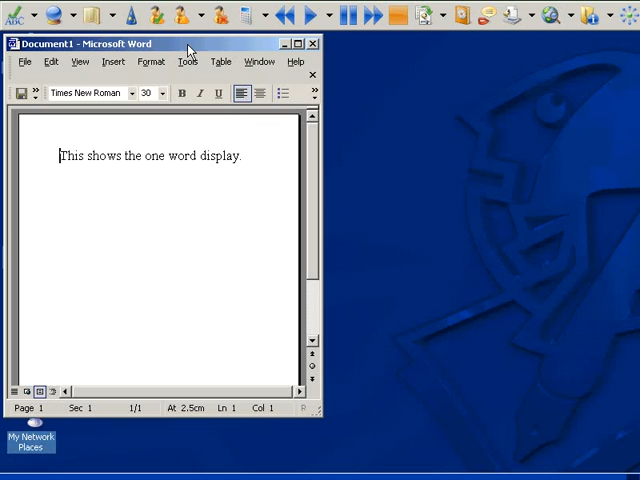 ABC
Document1 - Microsoft Word
File Edit View Insert Format Tools Table Window Help
Times New Roman 30 B I U
This shows the one word display.
Page 1 Sec 1 1/1 At 2.5cm Ln 1 Col 1 R
My Network
Places